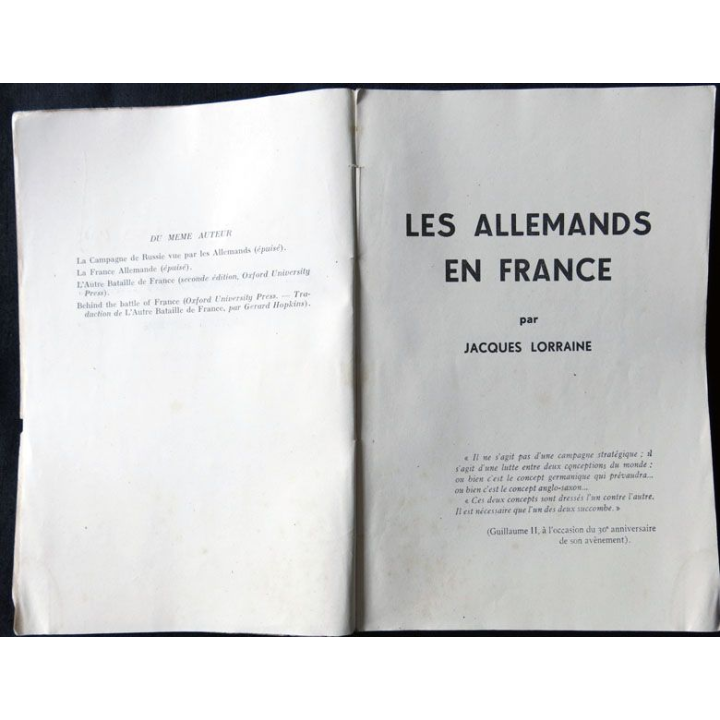 DU MEME AUTEUR
La Campagne de Russie vue par les Allemands (épuisé).
La France Allemande (épuisé).
L'Autre Bataille de France (seconde édition, Oxford University
Press).
Behind the battle of France (Oxford University Press. — Tra-
duction de L'Autre Bataille de France, par Gerard Hopkins).
LES ALLEMANDS
EN FRANCE
par
JACQUES LORRAINE
« Il ne s'agit pas d'une campagne stratégique ; il
s'agit d'une lutte entre deux conceptions du monde :
ou bien c'est le concept germanique qui prévaudra...
ou bien c'est le concept anglo-saxon...
« Ces deux concepts sont dressés l'un contre l'autre.
Il est nécessaire que l'un des deux succombe. »
(Guillaume II, à l'occasion du 30e anniversaire
de son avènement).